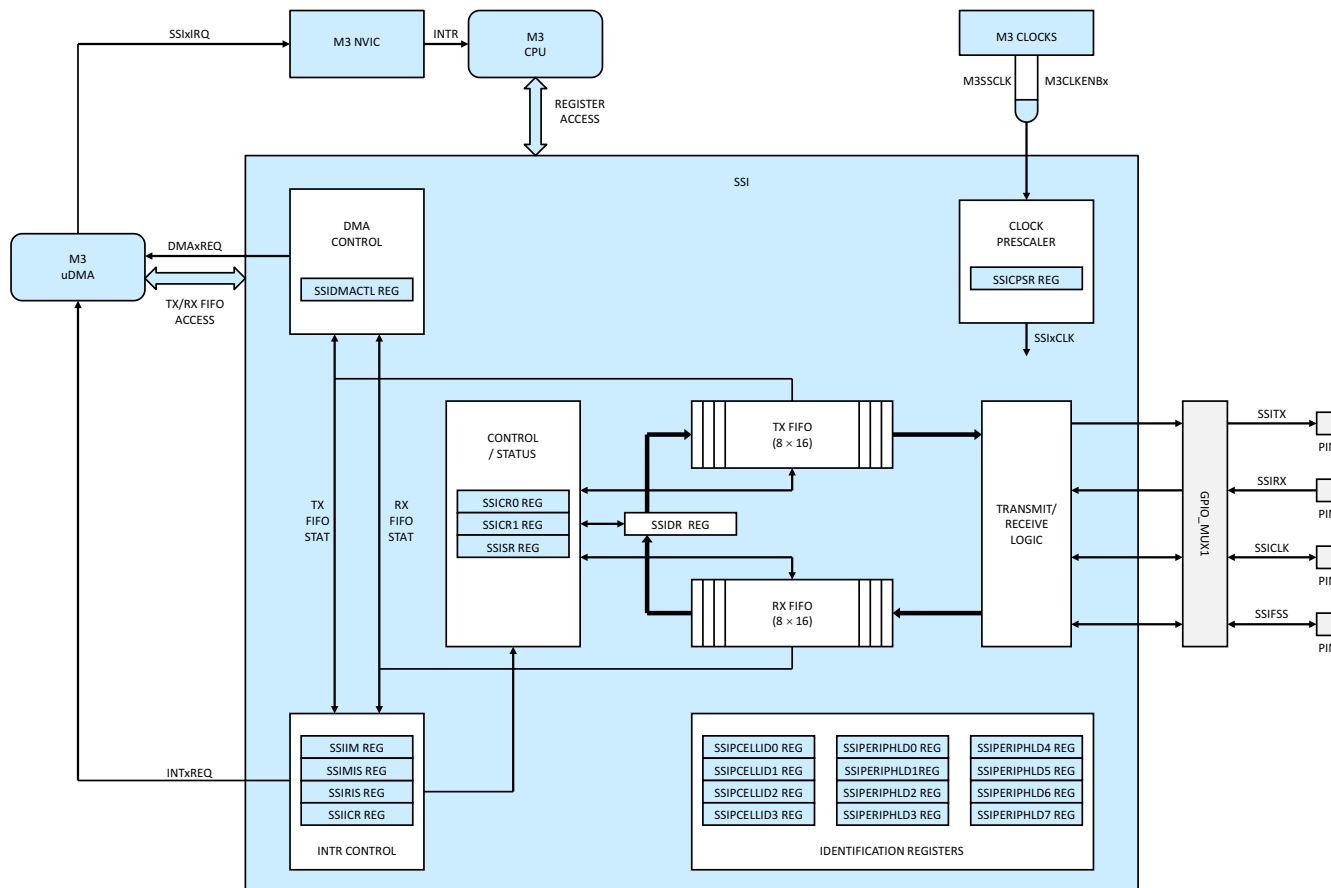 SSIxIRQ
M3 NVIC
INTR
M3
CPU
M3 CLOCKS
M3SSCLK
M3CLKENBx
REGISTER
ACCESS
SSI
DMA
CONTROL
SSIDMACTL REG
CLOCK
PRESCALER
SSICPSR REG
SSIxCLK
M3
uDMA
DMAxREQ
TX/RX FIFO
ACCESS
TX
FIFO
STAT
RX
FIFO
STAT
CONTROL
/ STATUS
SSICR0 REG
SSICR1 REG
SSISR REG
TX FIFO
(8 × 16)
SSIDR REG
RX FIFO
(8 × 16)
TRANSMIT/
RECEIVE
LOGIC
GPIO_MUX1
SSITX
PIN
SSIRX
PIN
SSICLK
PIN
SSIFSS
PIN
INTxREQ
SSIIM REG
SSIMIS REG
SSIRIS REG
SSIICR REG
INTR CONTROL
SSIPCELLID0 REG
SSIPCELLID1 REG
SSIPCELLID2 REG
SSIPCELLID3 REG
SSIPERIPHLD0 REG
SSIPERIPHLD1REG
SSIPERIPHLD2 REG
SSIPERIPHLD3 REG
SSIPERIPHLD4 REG
SSIPERIPHLD5 REG
SSIPERIPHLD6 REG
SSIPERIPHLD7 REG
IDENTIFICATION REGISTERS